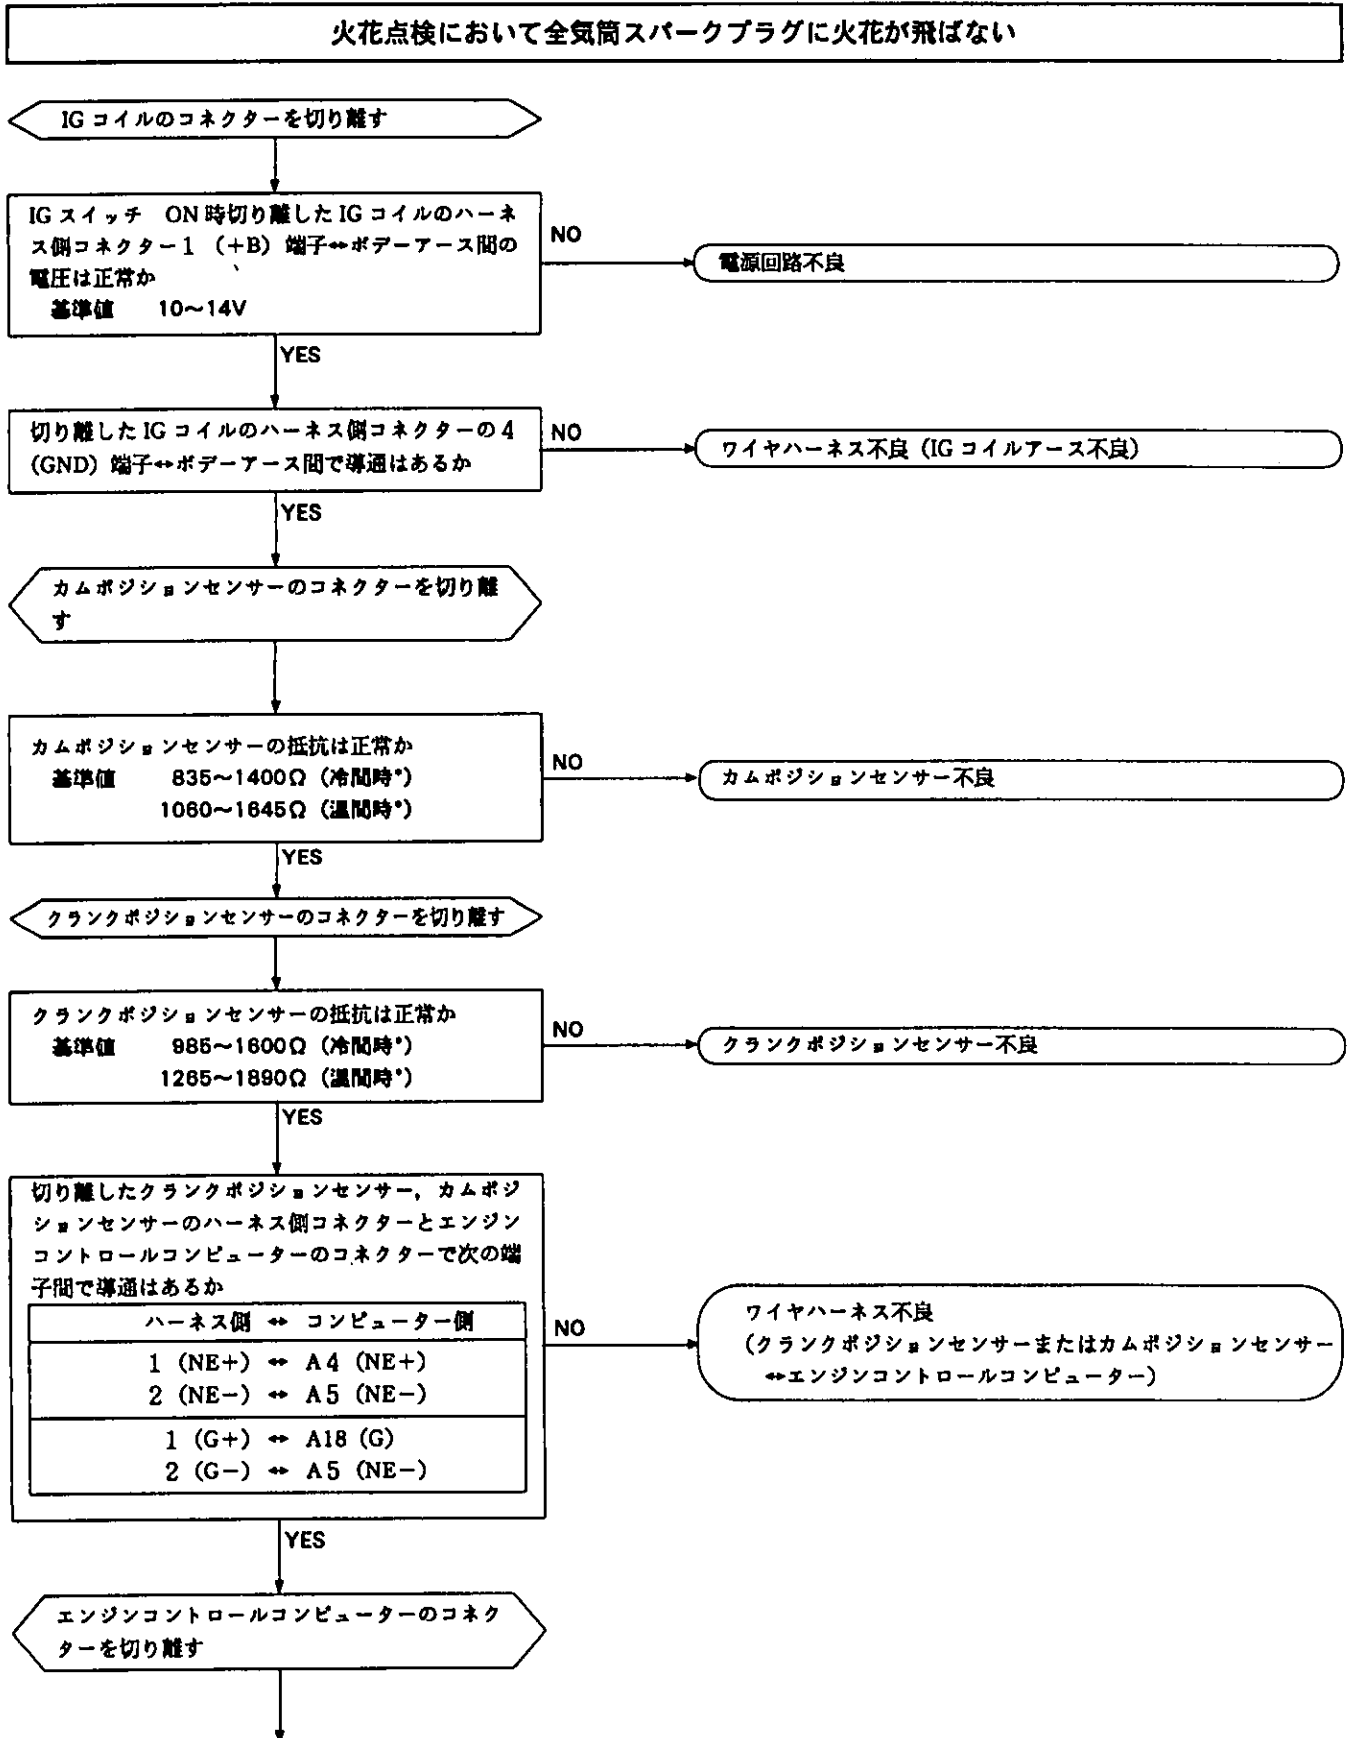 火花点検において全気筒スパークプラグに火花が飛ばない
IG コイルのコネクターを切り離す
IG スイッチ ON 時切り離した IG コイルのハーネ
ス側コネクター1 (+B) 端子↔ボデーアース間の
電圧は正常か
基準値 10～14V
NO
電源回路不良
YES
切り離した IG コイルのハーネス側コネクターの 4
(GND) 端子↔ボデーアース間で導通はあるか
NO
ワイヤハーネス不良 (IG コイルアース不良)
YES
カムポジションセンサーのコネクターを切り離
す
カムポジションセンサーの抵抗は正常か
基準値 835～1400Ω (冷間時*)
1060～1645Ω (温間時*)
NO
カムポジションセンサー不良
YES
クランクポジションセンサーのコネクターを切り離す
クランクポジションセンサーの抵抗は正常か
基準値 985～1600Ω (冷間時*)
1265～1890Ω (温間時*)
NO
クランクポジションセンサー不良
YES
切り離したクランクポジションセンサー，カムポジ
ションセンサーのハーネス側コネクターとエンジン
コントロールコンピューターのコネクターで次の端
子間で導通はあるか
ハーネス側 ↔ コンピューター側
1 (NE+) ↔ A4 (NE+)
2 (NE−) ↔ A5 (NE−)
1 (G+) ↔ A18 (G)
2 (G−) ↔ A5 (NE−)
NO
ワイヤハーネス不良
(クランクポジションセンサーまたはカムポジションセンサー
↔エンジンコントロールコンピューター)
YES
エンジンコントロールコンピューターのコネク
ターを切り離す